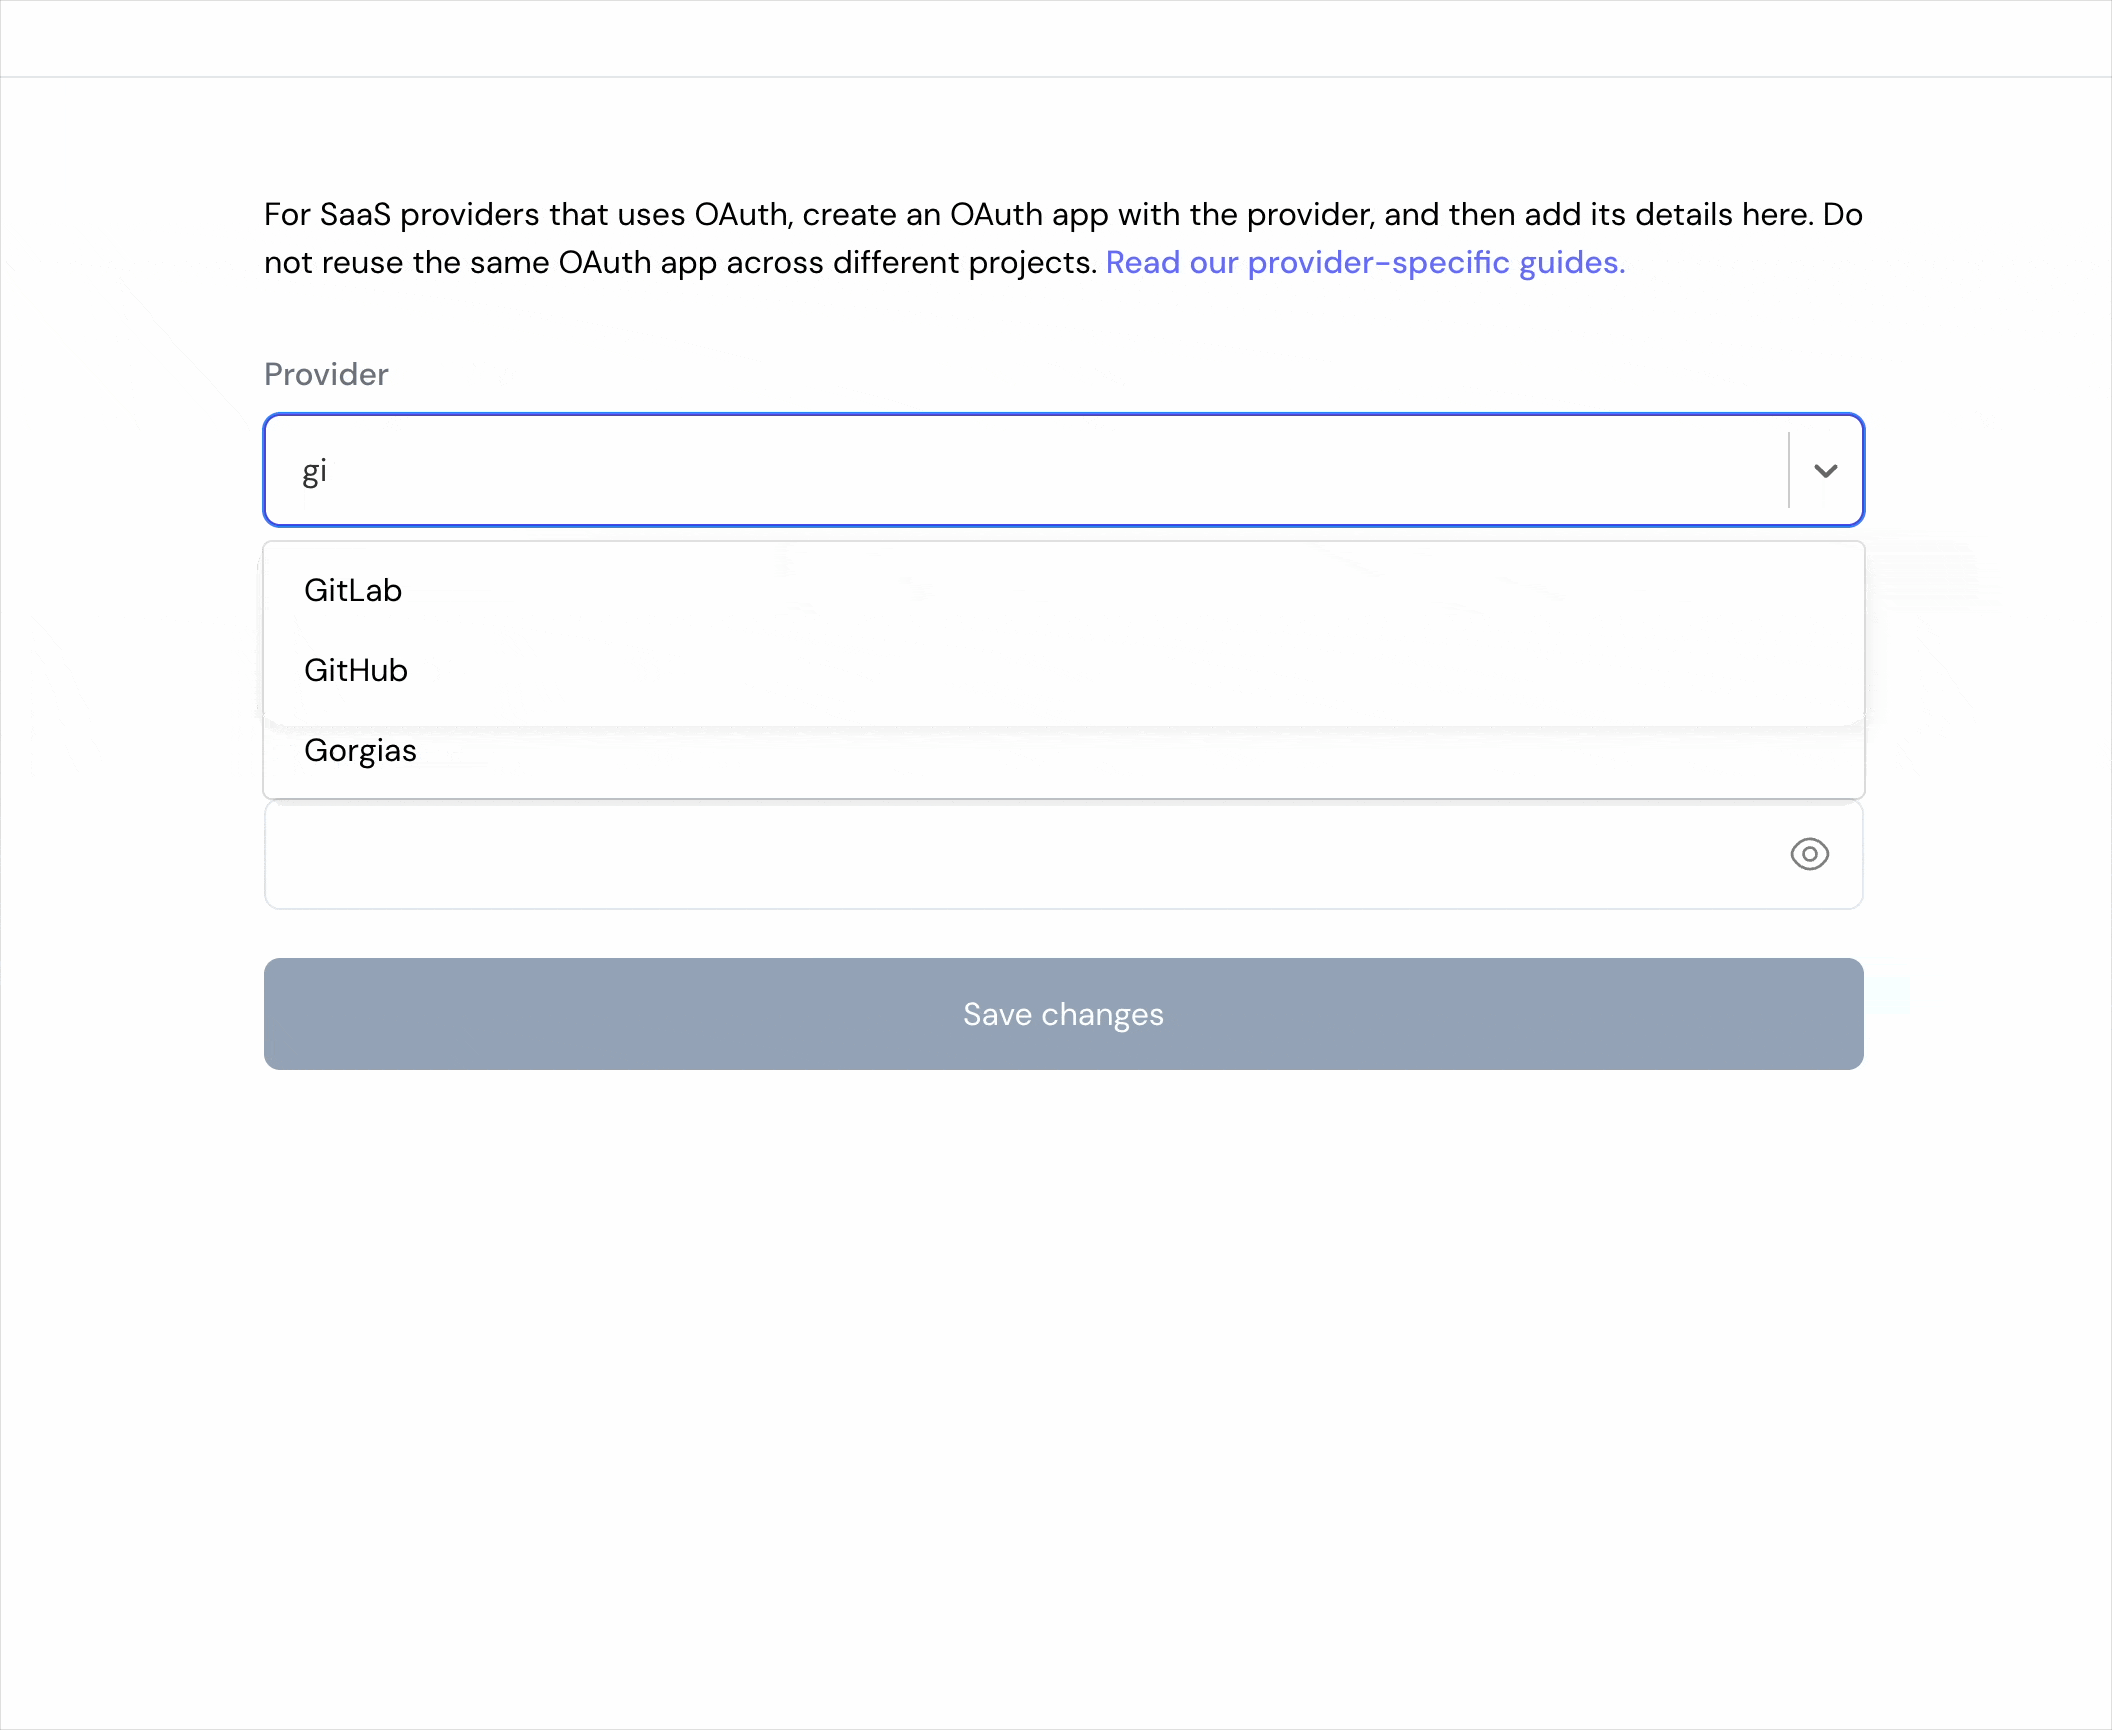 For SaaS providers that uses OAuth, create an OAuth app with the provider, and then add its details here. Do
not reuse the same OAuth app across different projects. Read our provider-specific guides.
Provider
gi
GitLab
GitHub
Gorgias
Save changes